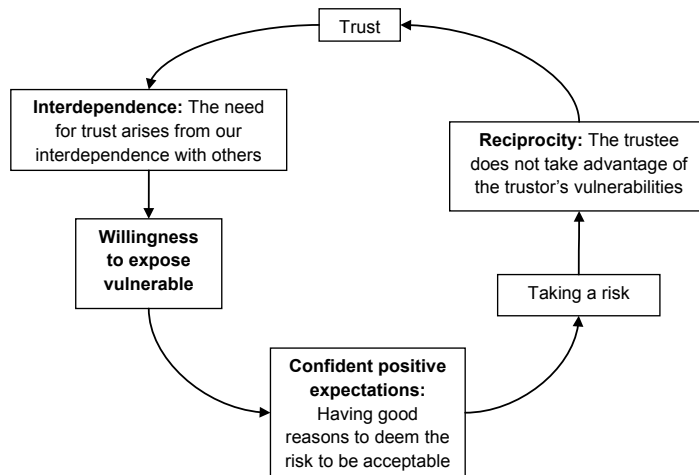 Trust
Interdependence: The need
for trust arises from our
interdependence with others
Willingness
to expose
vulnerable
Confident positive
expectations:
Having good
reasons to deem the
risk to be acceptable
Taking a risk
Reciprocity: The trustee
does not take advantage of
the trustor’s vulnerabilities